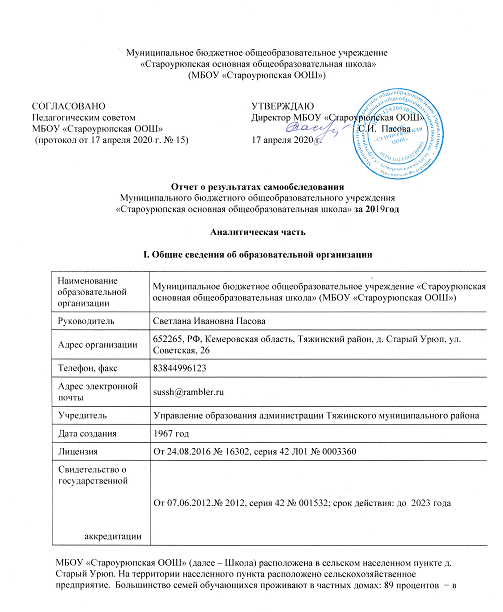 Муниципальное бюджетное общеобразовательное учреждение
«Староурюпская основная общеобразовательная школа»
(МБОУ «Староурюпская ООШ»)
СОГЛАСОВАНО
Педагогическим советом
МБОУ «Староурюпская ООШ»
(протокол от 17 апреля 2020 г. № 15)
УТВЕРЖДАЮ
Директор МБОУ «Староурюпская ООШ»
С.И. Пасова
17 апреля 2020 г.
«СТАРОУРЮПСКАЯ
ООШ»
Отчет о результатах самообследования
Муниципального бюджетного общеобразовательного учреждения
«Староурюпская основная общеобразовательная школа» за 2019год
Аналитическая часть
I. Общие сведения об образовательной организации
Наименование
образовательной
организации
Муниципальное бюджетное общеобразовательное учреждение «Староурюпская
основная общеобразовательная школа» (МБОУ «Староурюпская ООШ»)
Руководитель
Светлана Ивановна Пасова
Адрес организации
652265, РФ, Кемеровская область, Тяжинский район, д. Старый Урюп, ул.
Советская, 26
Телефон, факс
83844996123
Адрес электронной
почты
sussh@rambler.ru
Учредитель
Управление образования администрации Тяжинского муниципального района
Дата создания
1967 год
Лицензия
От 24.08.2016 № 16302, серия 42 Л01 № 0003360
Свидетельство о
государственной
аккредитации
От 07.06.2012.№ 2012, серия 42 № 001532; срок действия: до 2023 года
МБОУ «Староурюпская ООШ» (далее – Школа) расположена в сельском населенном пункте д.
Старый Урюп. На территории населенного пункта расположено сельскохозяйственное
предприятие. Большинство семей обучающихся проживают в частных домах: 89 процентов − в